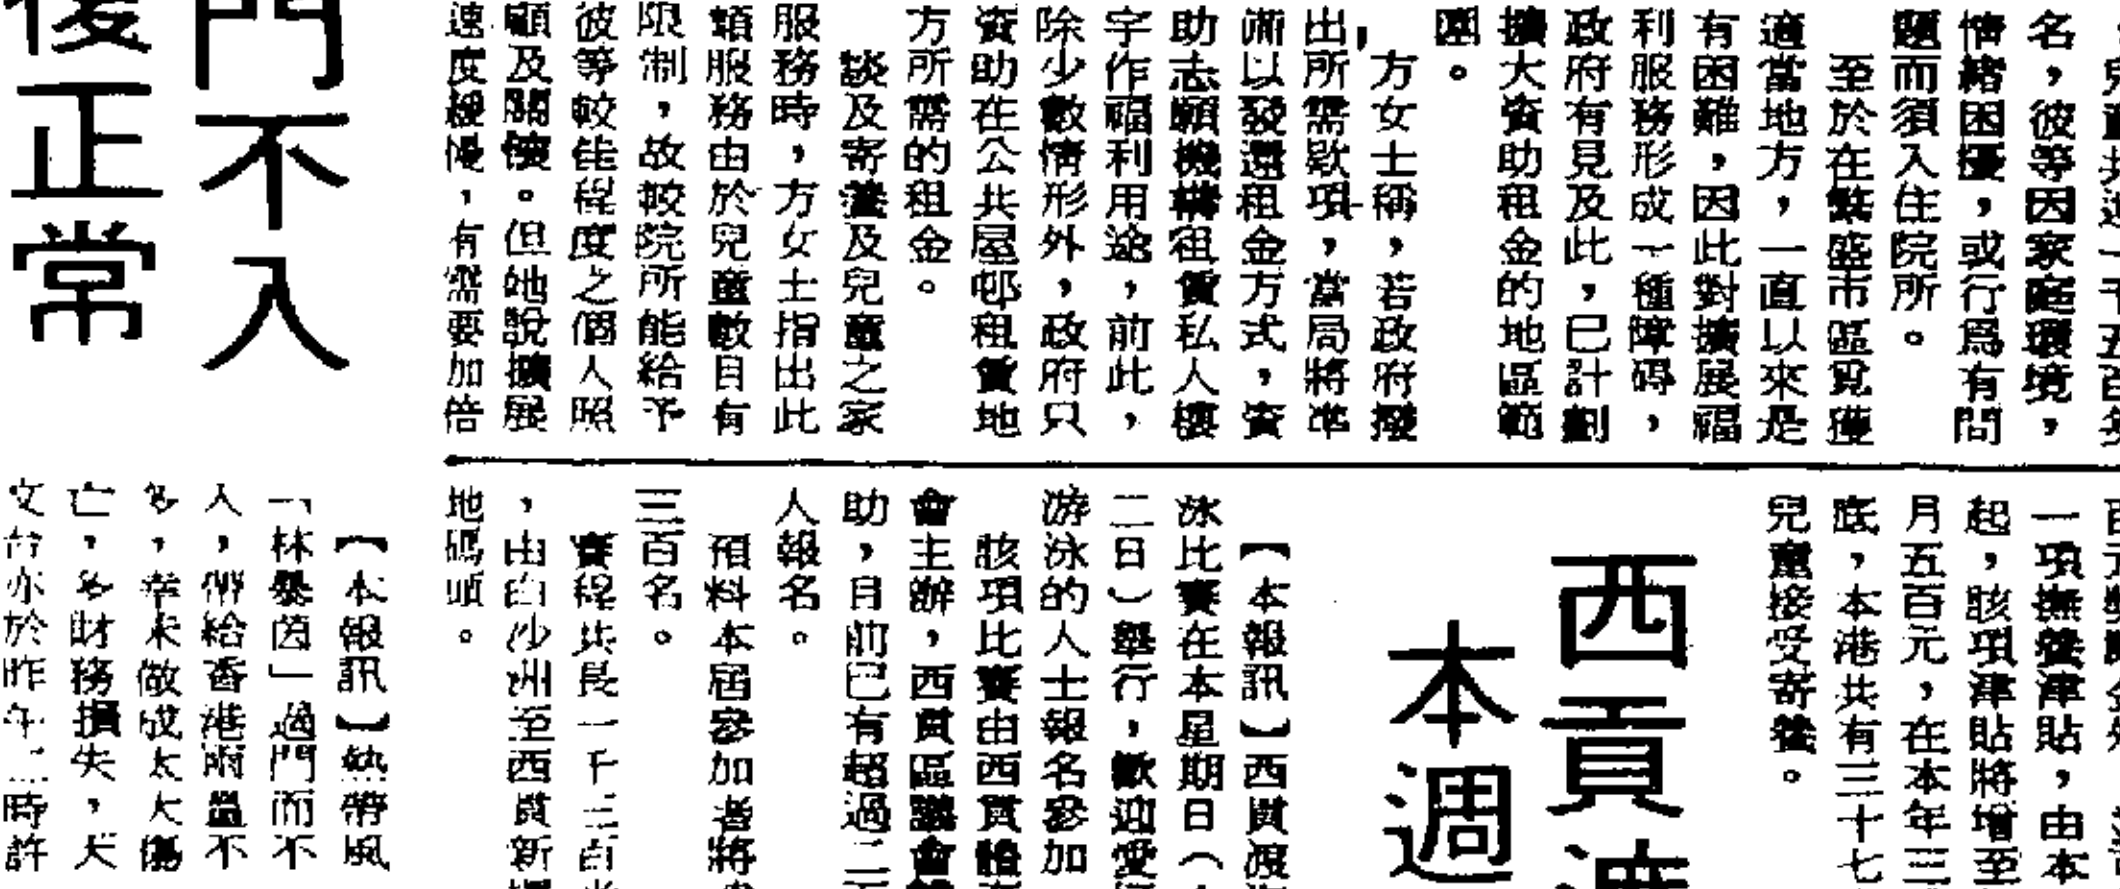 名，彼等因家庭環境，
情緒困擾，或行爲有問
題而須入住院所。
至於在繁盛市區覓獲
適當地方，一直以來是
有困難，因此對擴展福
利服務形成一種障碍，
政府有見及此，已計劃
擴大資助租金的地區範
圍。
方女士稱，若政府撥
出所需欵項，當局將準
備以發還租金方式，資
助志願機構租賃私人樓
宇作福利用途，前此，
除少數情形外，政府只
資助在公共屋邨租賃地
方所需的租金。
談及寄養及兒童之家
服務時，方女士指出此
類服務由於兒童數目有
限制，故較院所能給予
彼等較佳程度之個人照
顧及關懷。但她說擴展
速度緩慢，有需要加倍
一項撫養津貼，由本
起，該項津貼將增至
月五百元，在本年三
底，本港共有三十七
兒童接受寄養。
西貢渡
本週
【本報訊】西貢渡海
泳比賽在本星期日（
二日）舉行，歡迎愛
游泳的人士報名參加
該項比賽由西貢體
會主辦，西貢區議會
助，目前已有超過二
人報名。
預料本屆參加者將
三百名。
賽程共長一千三百
，由白沙洲至西貢新
地碼頭。
門不入
後正常
【本報訊】熱帶風
「林暴茵」過門而不
人，帶給香港雨量不
多，幸未做成太大傷
亡，多財務損失，天
文台亦於昨午二時許